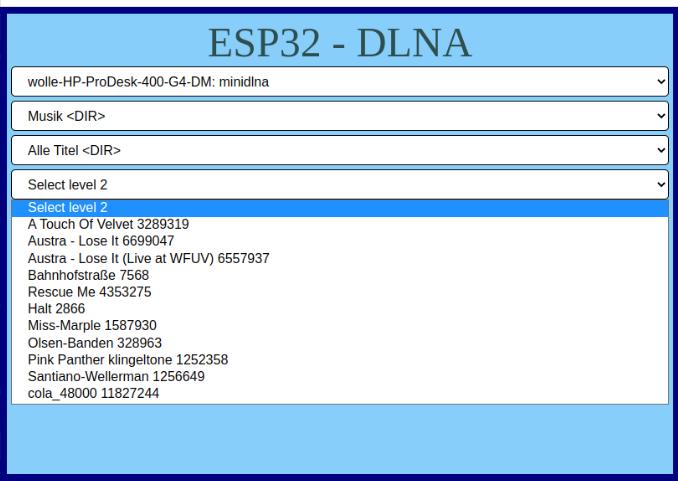 ESP32 - DLNA
wolle-HP-ProDesk-400-G4-DM: minidlna
Musik <DIR>
Alle Titel <DIR>
Select level 2
Select level 2
A Touch Of Velvet 3289319
Austra - Lose It 6699047
Austra - Lose It (Live at WFUV) 6557937
Bahnhofstraße 7568
Rescue Me 4353275
Halt 2866
Miss-Marple 1587930
Olsen-Banden 328963
Pink Panther klingeltone 1252358
Santiano-Wellerman 1256649
cola_48000 11827244